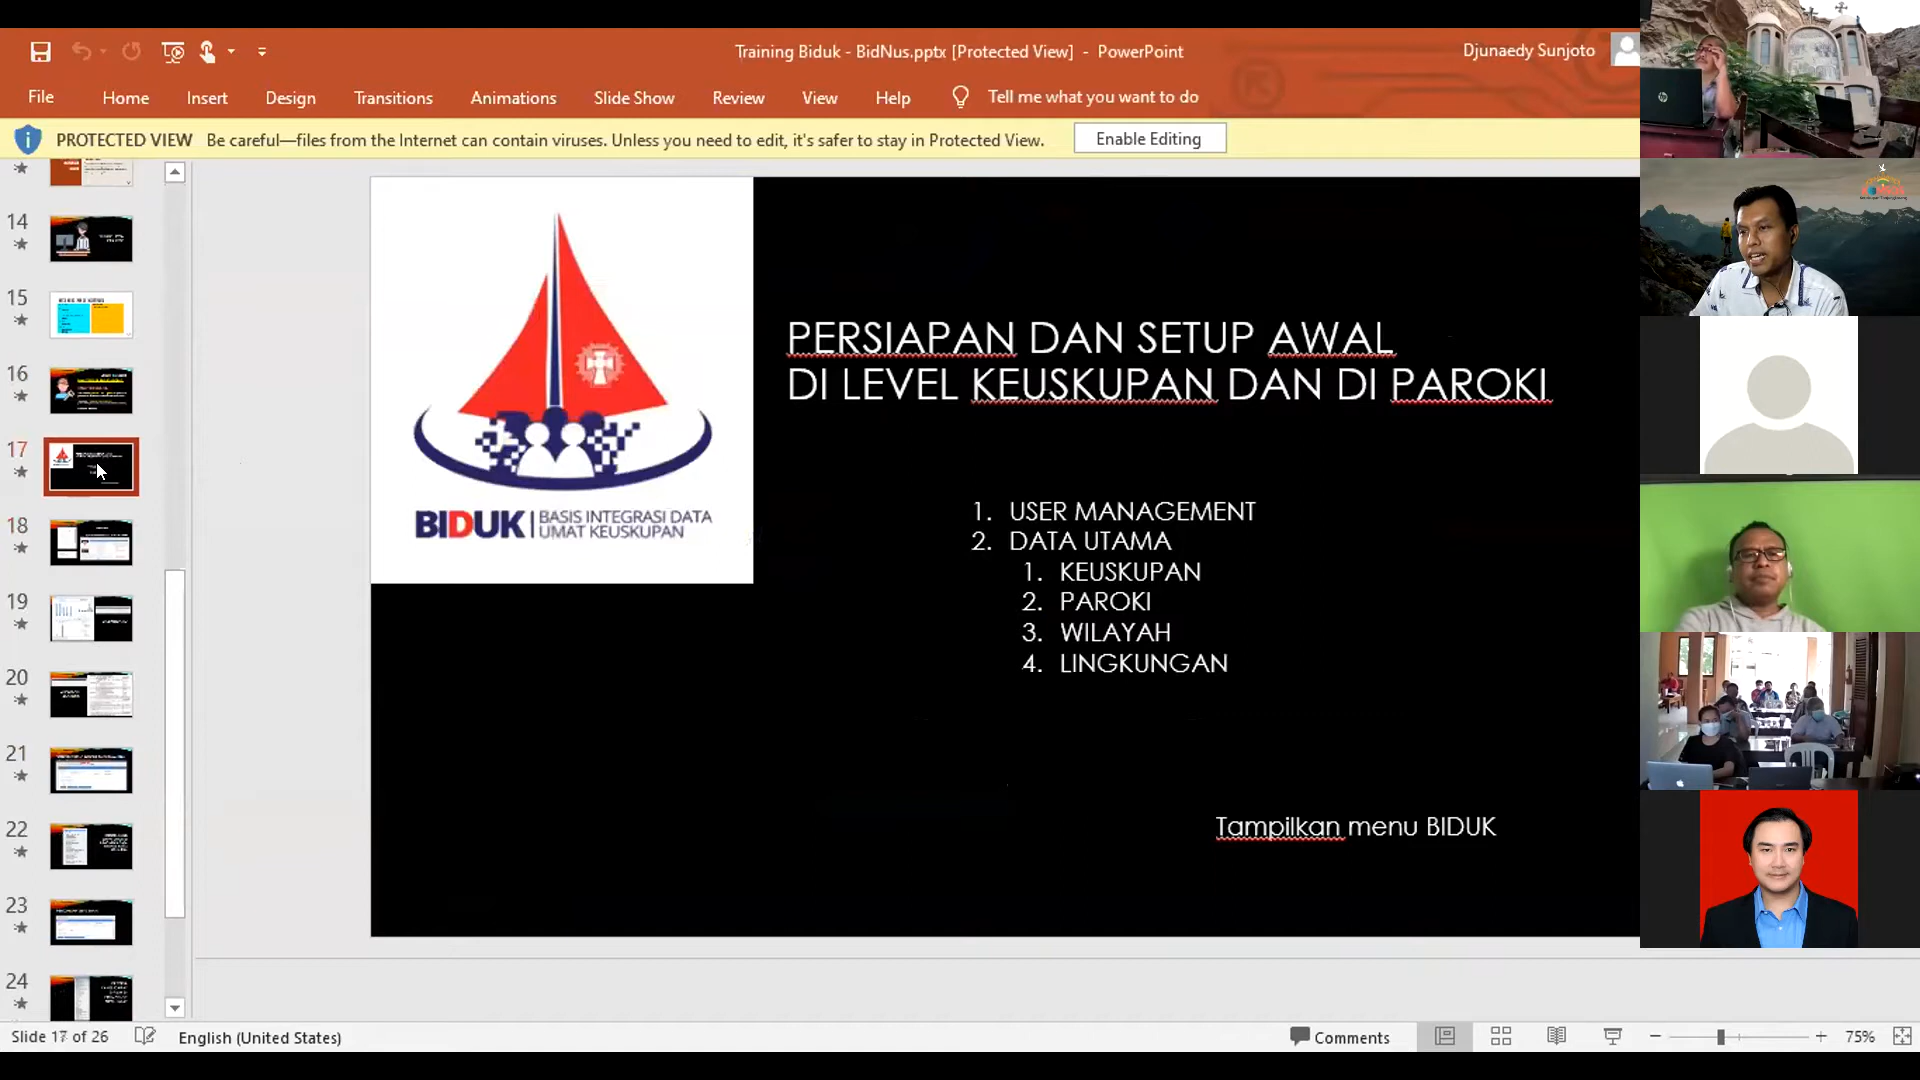 Training Biduk - BidNus.pptx [Protected View] - PowerPoint
Djunaedy Sunjoto
File Home Insert Design Transitions Animations Slide Show Review View Help Tell me what you want to do
PROTECTED VIEW Be careful—files from the Internet can contain viruses. Unless you need to edit, it's safer to stay in Protected View. Enable Editing
14
15
16
17
18
19
20
21
22
23
24
PERSIAPAN DAN SETUP AWAL
DI LEVEL KEUSKUPAN DAN DI PAROKI
BIDUK BASIS INTEGRASI DATA
UMAT KEUSKUPAN
1. USER MANAGEMENT
2. DATA UTAMA
1. KEUSKUPAN
2. PAROKI
3. WILAYAH
4. LINGKUNGAN
Tampilkan menu BIDUK
Slide 17 of 26 English (United States) Comments 75%